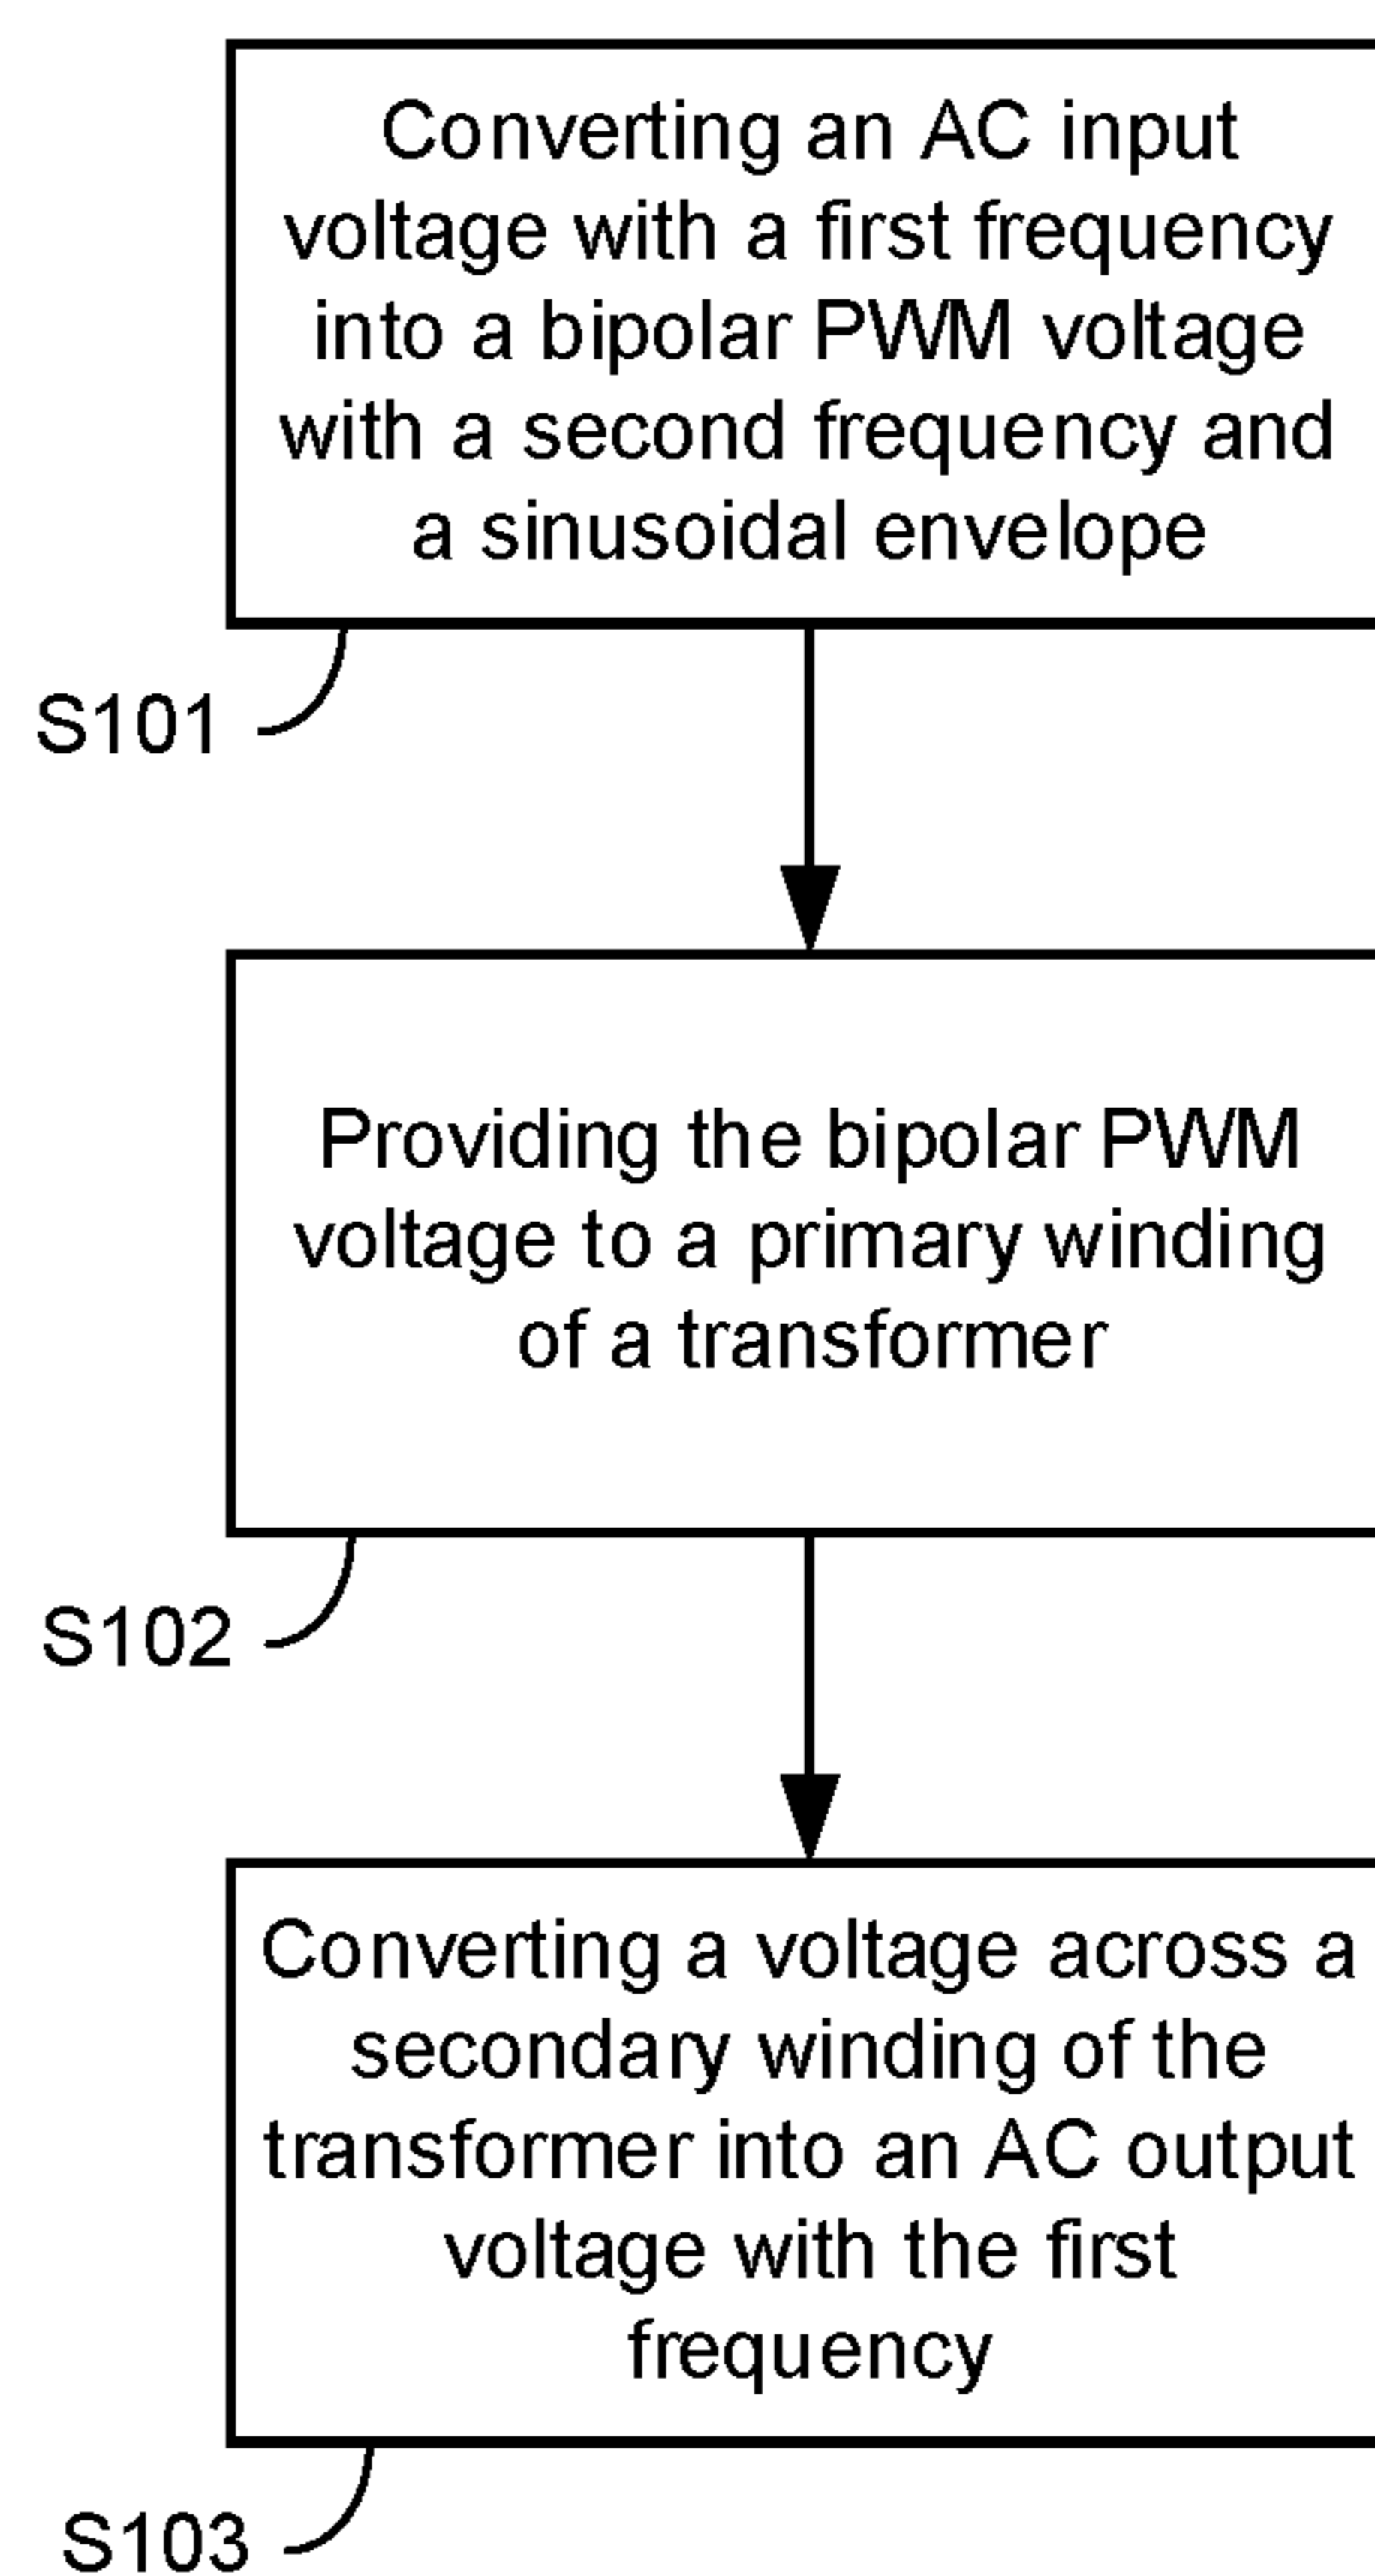 Converting an AC input
voltage with a first frequency
into a bipolar PWM voltage
with a second frequency and
a sinusoidal envelope
S101
Providing the bipolar PWM
voltage to a primary winding
of a transformer
S102
Converting a voltage across a
secondary winding of the
transformer into an AC output
voltage with the first
frequency
S103